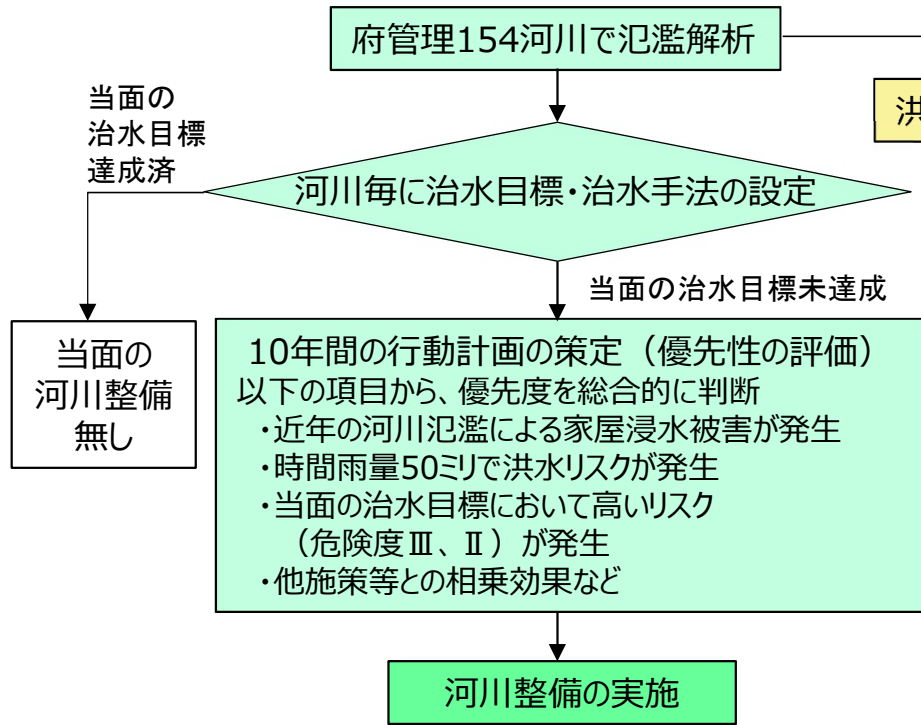 府管理154河川で氾濫解析
洪
当面の
治水目標
達成済
河川毎に治水目標・治水手法の設定
当面の治水目標未達成
当面の
河川整備
無し
10年間の行動計画の策定（優先性の評価）
以下の項目から、優先度を総合的に判断
・近年の河川氾濫による家屋浸水被害が発生
・時間雨量50ミリで洪水リスクが発生
・当面の治水目標において高いリスク
（危険度Ⅲ、Ⅱ）が発生
・他施策等との相乗効果など
河川整備の実施